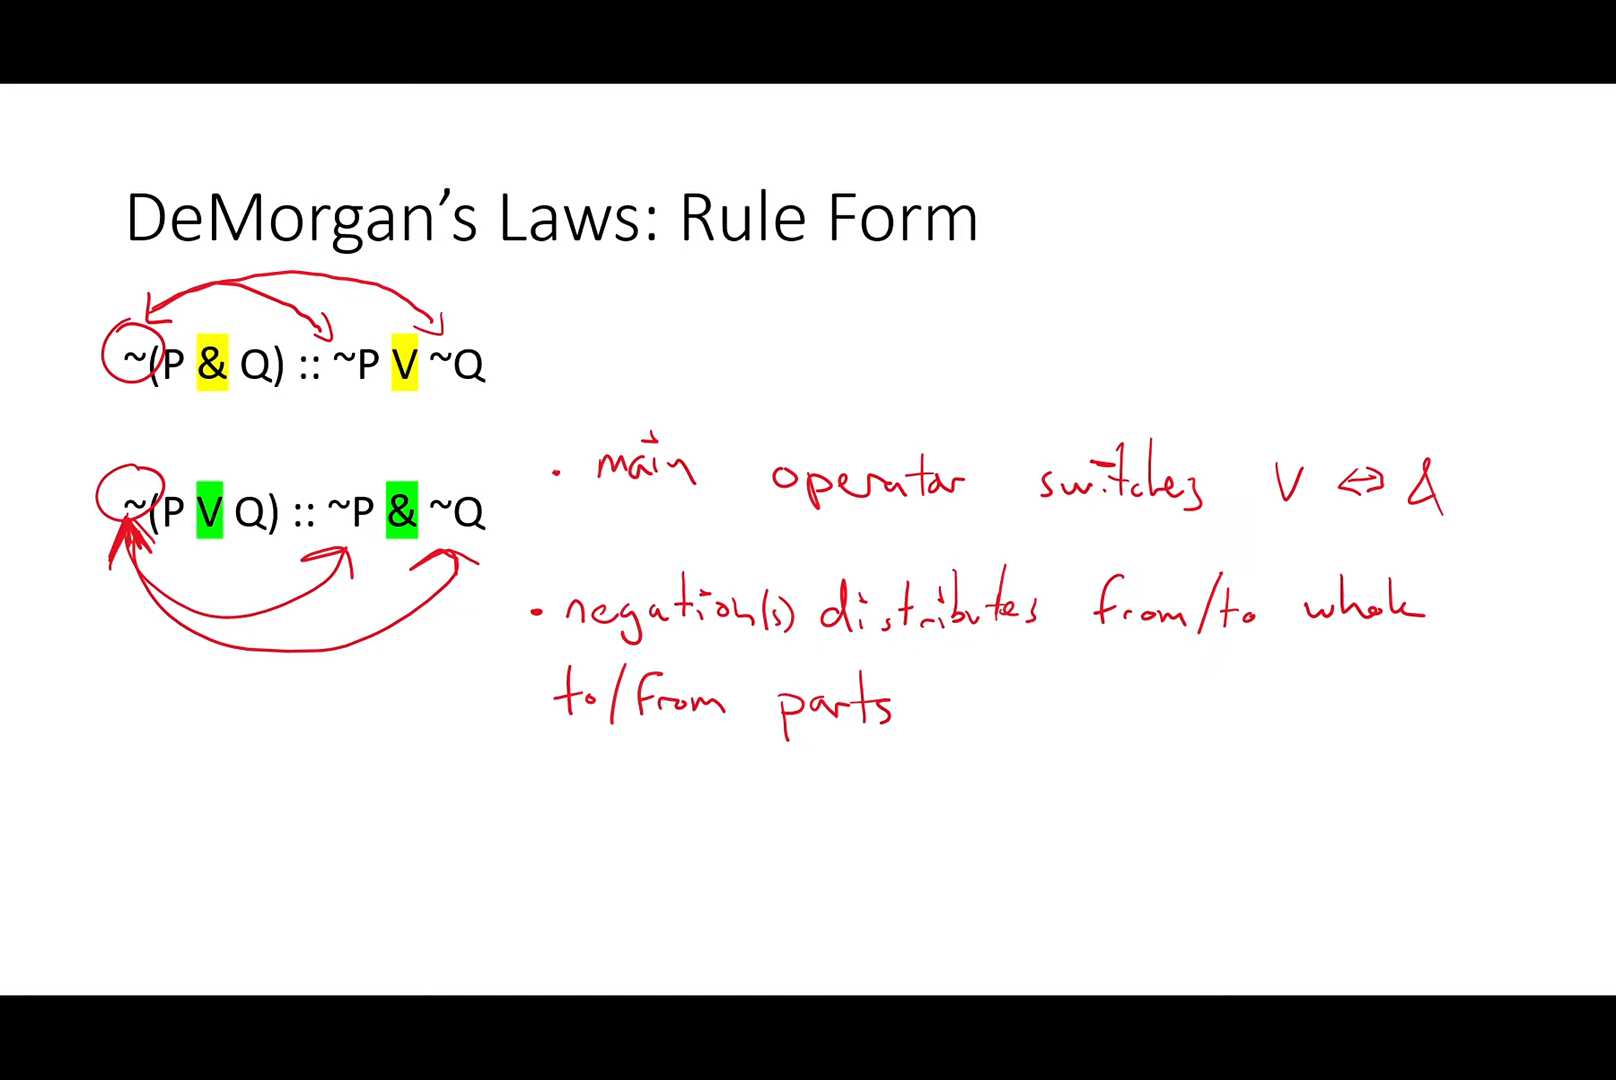 DeMorgan’s Laws: Rule Form
~(P & Q) :: ~P V ~Q
~(P V Q) :: ~P & ~Q
• main operator switches V ↔ &
• negation(s) distributes from/to whole
to/from parts